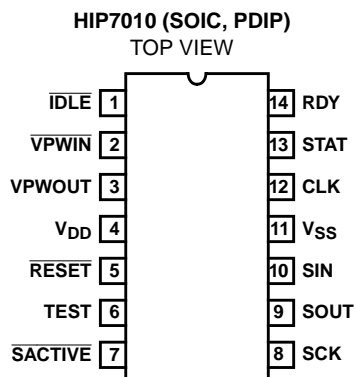 HIP7010 (SOIC, PDIP)
TOP VIEW
IDLE 1 14 RDY
VPWIN 2 13 STAT
VPWOUT 3 12 CLK
VDD 4 11 VSS
RESET 5 10 SIN
TEST 6 9 SOUT
SACTIVE 7 8 SCK